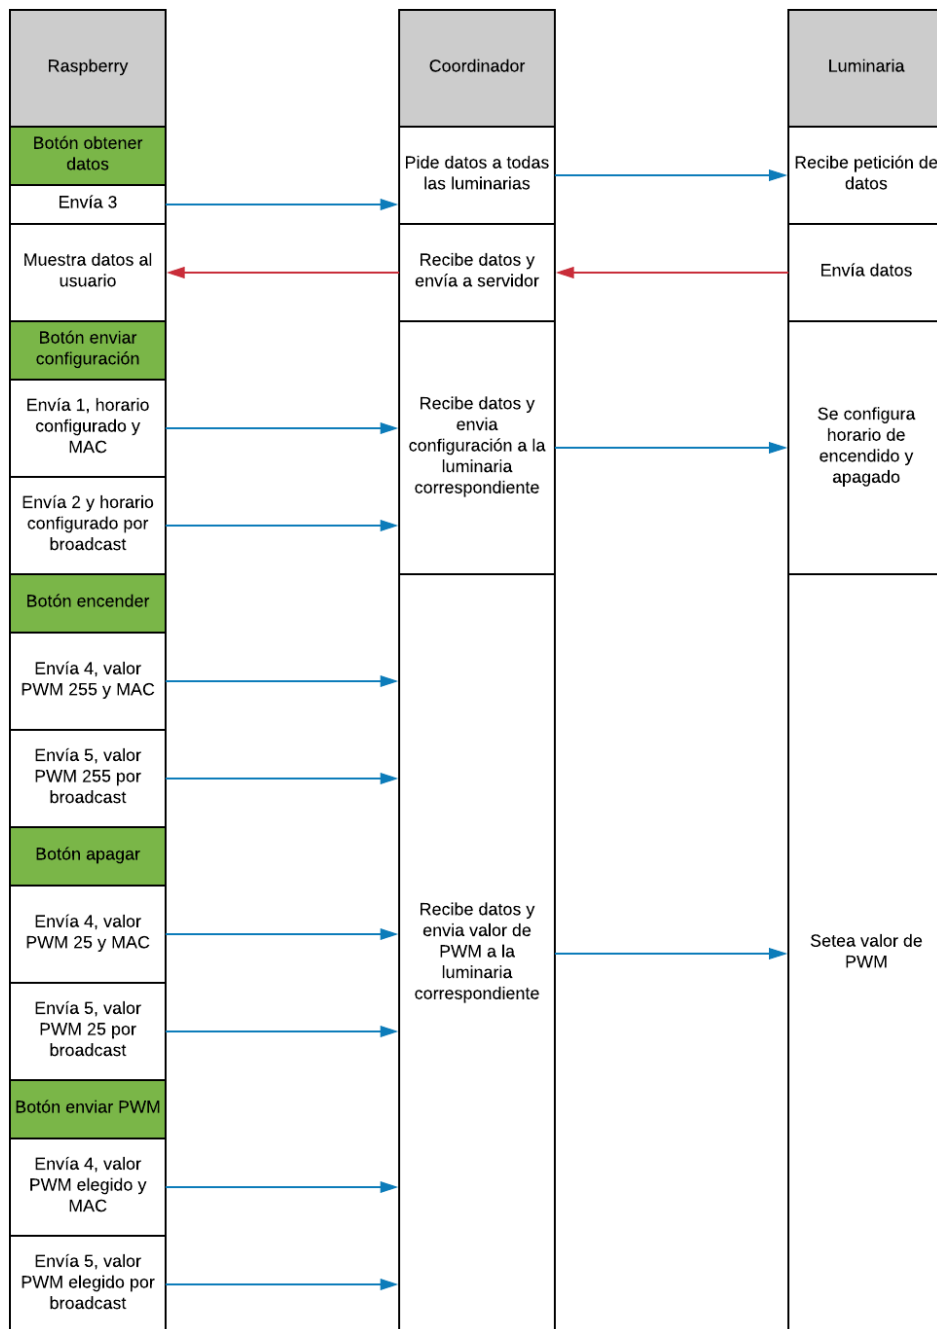 Raspberry
Coordinador
Luminaria
Botón obtener
datos
Envía 3
Pide datos a todas
las luminarias
Recibe petición de
datos
Muestra datos al
usuario
Recibe datos y
envía a servidor
Envía datos
Botón enviar
configuración
Envía 1, horario
configurado y
MAC
Envía 2 y horario
configurado por
broadcast
Recibe datos y
envia
configuración a la
luminaria
correspondiente
Se configura
horario de
encendido y
apagado
Botón encender
Envía 4, valor
PWM 255 y MAC
Envía 5, valor
PWM 255 por
broadcast
Botón apagar
Envía 4, valor
PWM 25 y MAC
Envía 5, valor
PWM 25 por
broadcast
Botón enviar PWM
Envía 4, valor
PWM elegido y
MAC
Envía 5, valor
PWM elegido por
broadcast
Recibe datos y
envia valor de
PWM a la
luminaria
correspondiente
Setea valor de
PWM